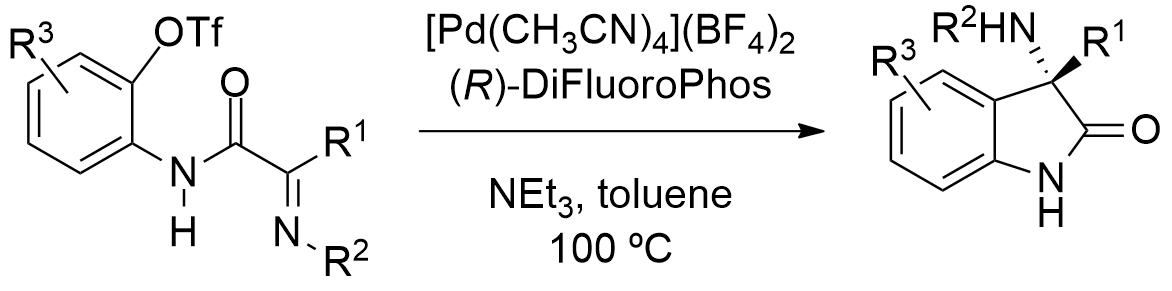 R³
OTf
O
R¹
N
H
N
R²
[Pd(CH₃CN)₄](BF₄)₂
(R)-DiFluoroPhos
NEt₃, toluene
100 ºC
R²HN
R¹
R³
O
N
H